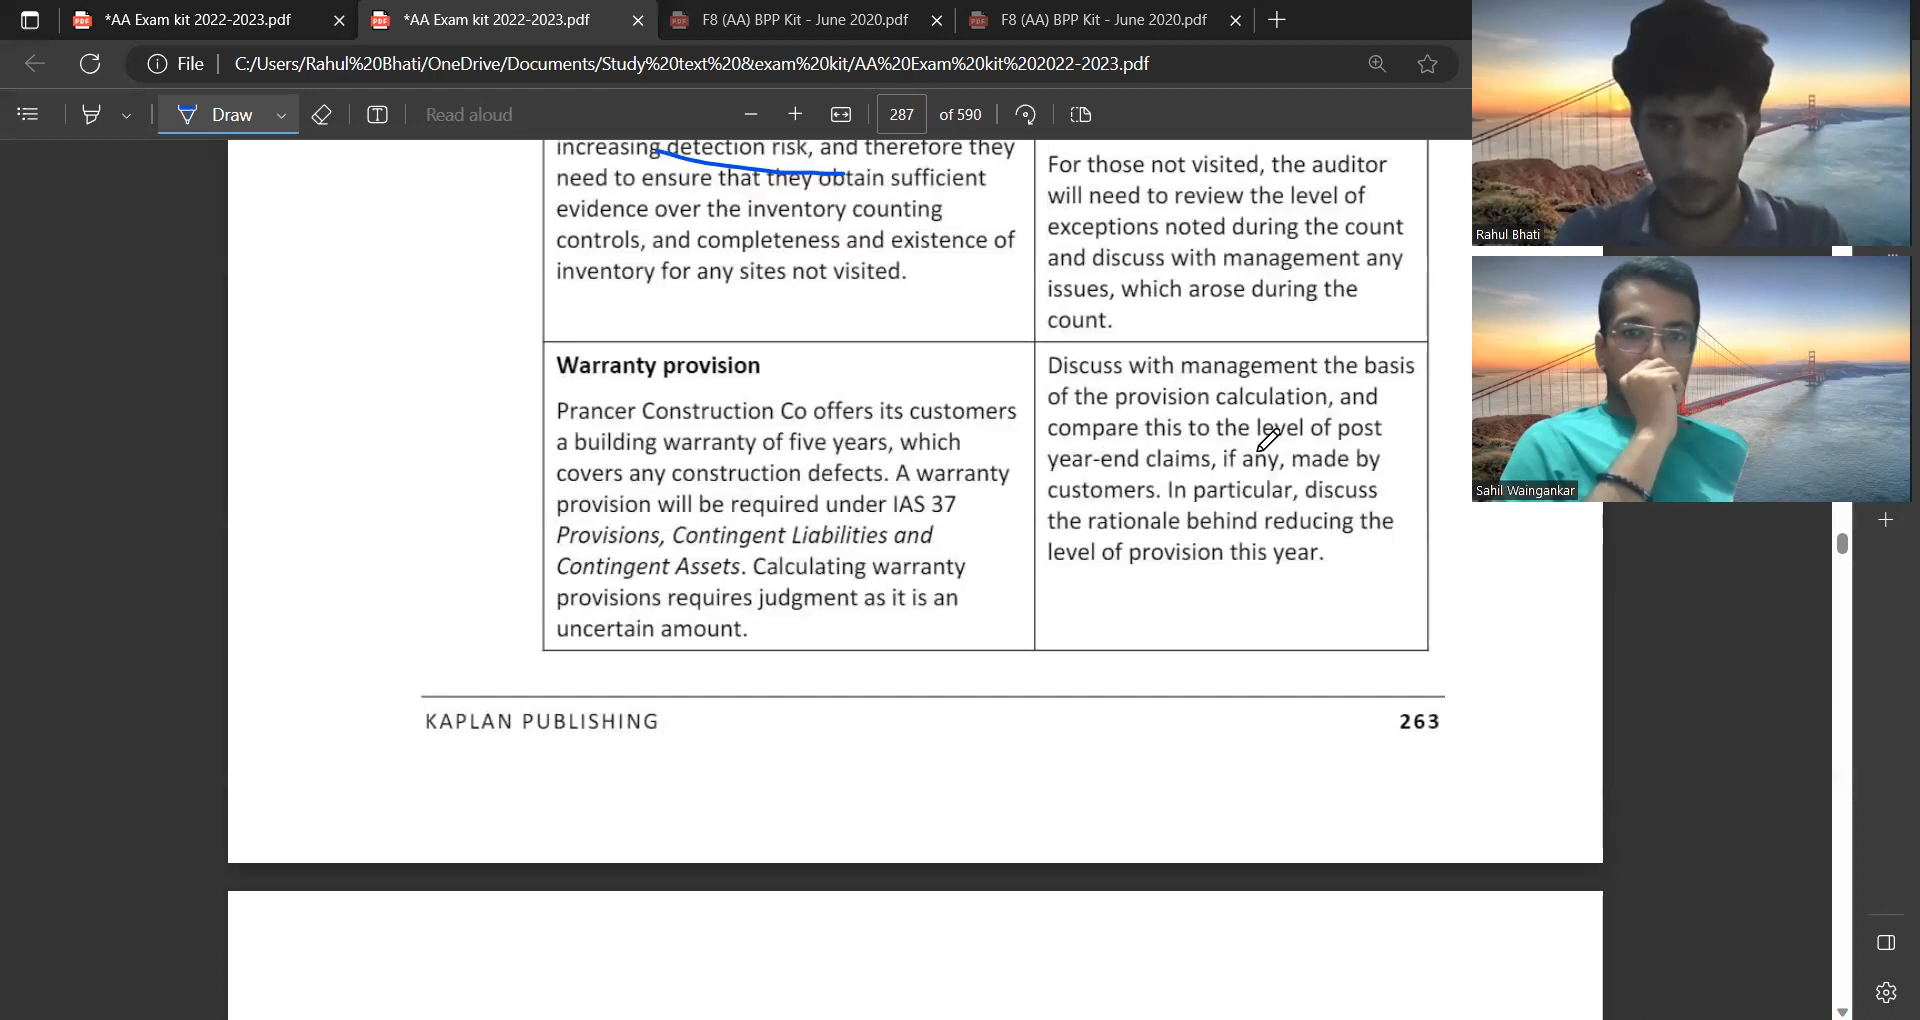 *AA Exam kit 2022-2023.pdf
*AA Exam kit 2022-2023.pdf
F8 (AA) BPP Kit - June 2020.pdf
F8 (AA) BPP Kit - June 2020.pdf
File
C:/Users/Rahul%20Bhati/OneDrive/Documents/Study%20text%20&exam%20kit/AA%20Exam%20kit%202022-2023.pdf
Draw
Read aloud
287 of 590
increasing detection risk, and therefore they
need to ensure that they obtain sufficient
evidence over the inventory counting
controls, and completeness and existence of
inventory for any sites not visited.
For those not visited, the auditor
will need to review the level of
exceptions noted during the count
and discuss with management any
issues, which arose during the
count.
Warranty provision
Prancer Construction Co offers its customers
a building warranty of five years, which
covers any construction defects. A warranty
provision will be required under IAS 37
Provisions, Contingent Liabilities and
Contingent Assets. Calculating warranty
provisions requires judgment as it is an
uncertain amount.
Discuss with management the basis
of the provision calculation, and
compare this to the level of post
year-end claims, if any, made by
customers. In particular, discuss
the rationale behind reducing the
level of provision this year.
KAPLAN PUBLISHING
263
Rahul Bhati
Sahil Waingankar